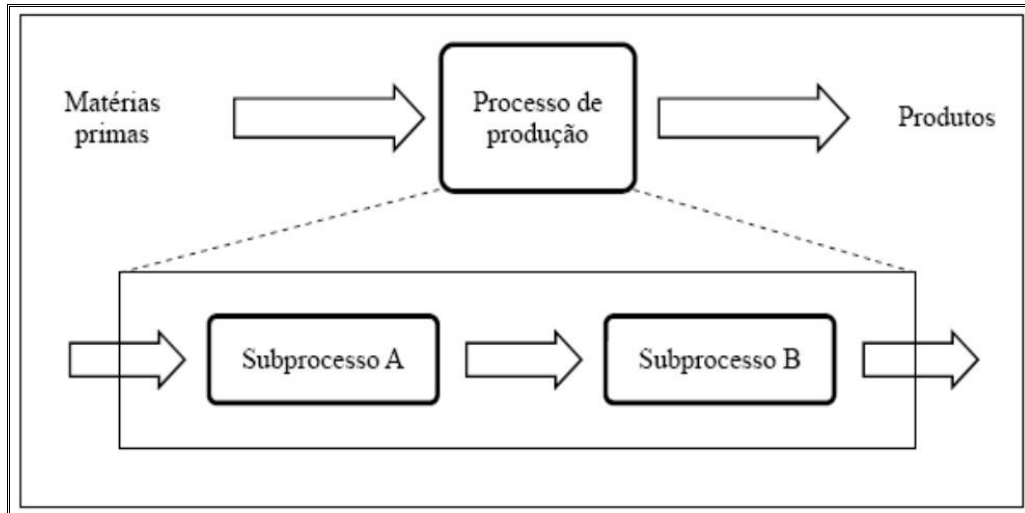 Matérias
primas
Processo de
produção
Produtos
Subprocesso A
Subprocesso B